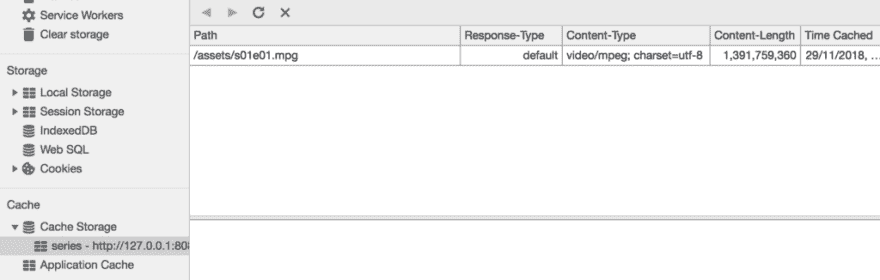 Service Workers
Clear storage
Storage
Local Storage
Session Storage
IndexedDB
Web SQL
Cookies
Cache
Cache Storage
series - http://127.0.0.1:80
Application Cache
Path Response-Type Content-Type Content-Length Time Cached
/assets/s01e01.mpg default video/mpeg; charset=utf-8 1,391,759,360 29/11/2018, ...